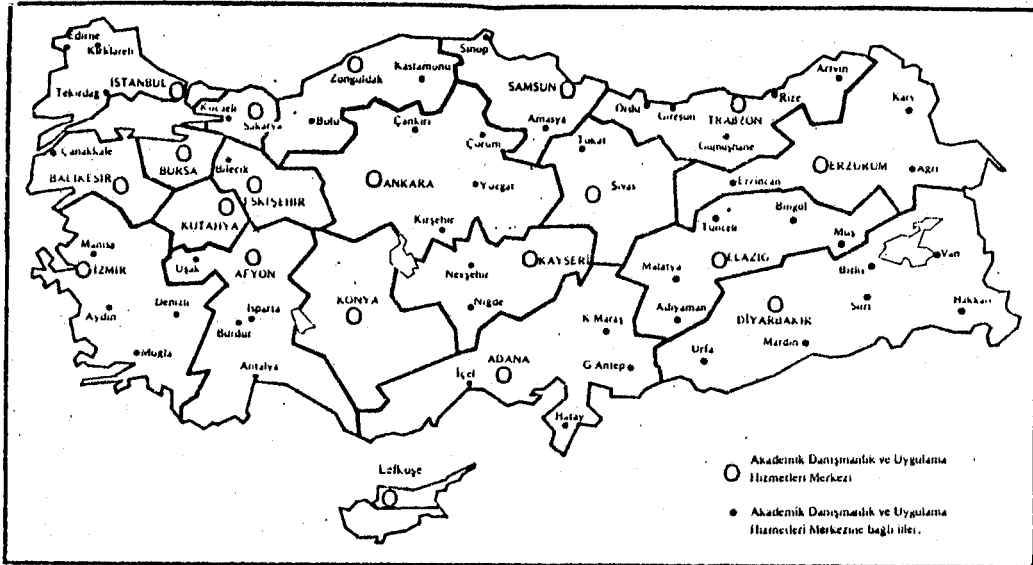 Edirne
Kırklareli
Tekirdağ
İSTANBUL
Kocaeli
Sakarya
Zonguldak
Kastamonu
Bolu
Sinop
SAMSUN
Çankırı
Çorum
Amasya
Tokat
Ordu
Giresun
TRABZON
Gümüşhane
Rize
Artvin
Kars
Çanakkale
BALIKESİR
BURSA
Bilecik
ESKİŞEHİR
KÜTAHYA
ANKARA
Yozgat
Kırşehir
Sivas
Erzincan
ERZURUM
Ağrı
Tunceli
Bingöl
Muş
Manisa
İZMİR
Uşak
AFYON
Aydın
Denizli
Isparta
Burdur
Muğla
Antalya
KONYA
Nevşehir
KAYSERİ
Niğde
Malatya
ELAZIĞ
Adıyaman
Bitlis
Van
Siirt
Hakkari
DİYARBAKIR
Mardin
Urfa
K Maraş
G Antep
ADANA
İçel
Hatay
Lefkoşe
Akademik Danışmanlık ve Uygulama
Hizmetleri Merkezi
Akademik Danışmanlık ve Uygulama
Hizmetleri Merkezine bağlı iller.